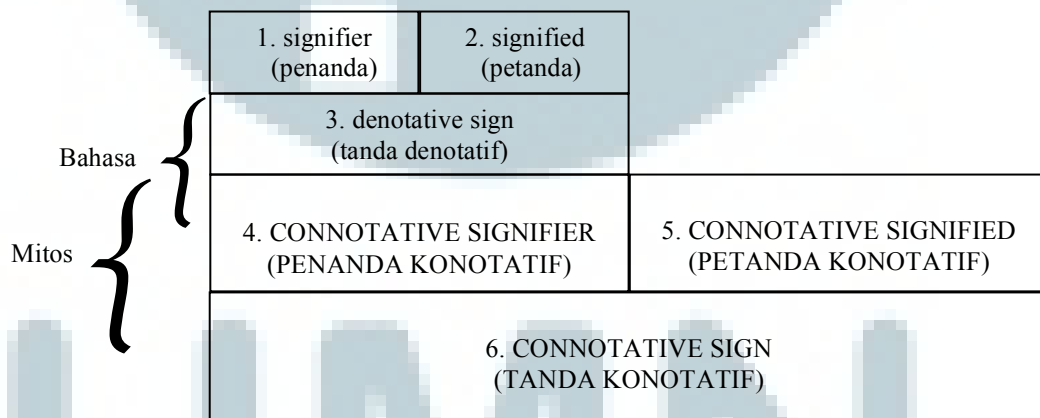 1. signifier
(penanda)
2. signified
(petanda)
3. denotative sign
(tanda denotatif)
Bahasa
4. CONNOTATIVE SIGNIFIER
(PENANDA KONOTATIF)
5. CONNOTATIVE SIGNIFIED
(PETANDA KONOTATIF)
Mitos
6. CONNOTATIVE SIGN
(TANDA KONOTATIF)